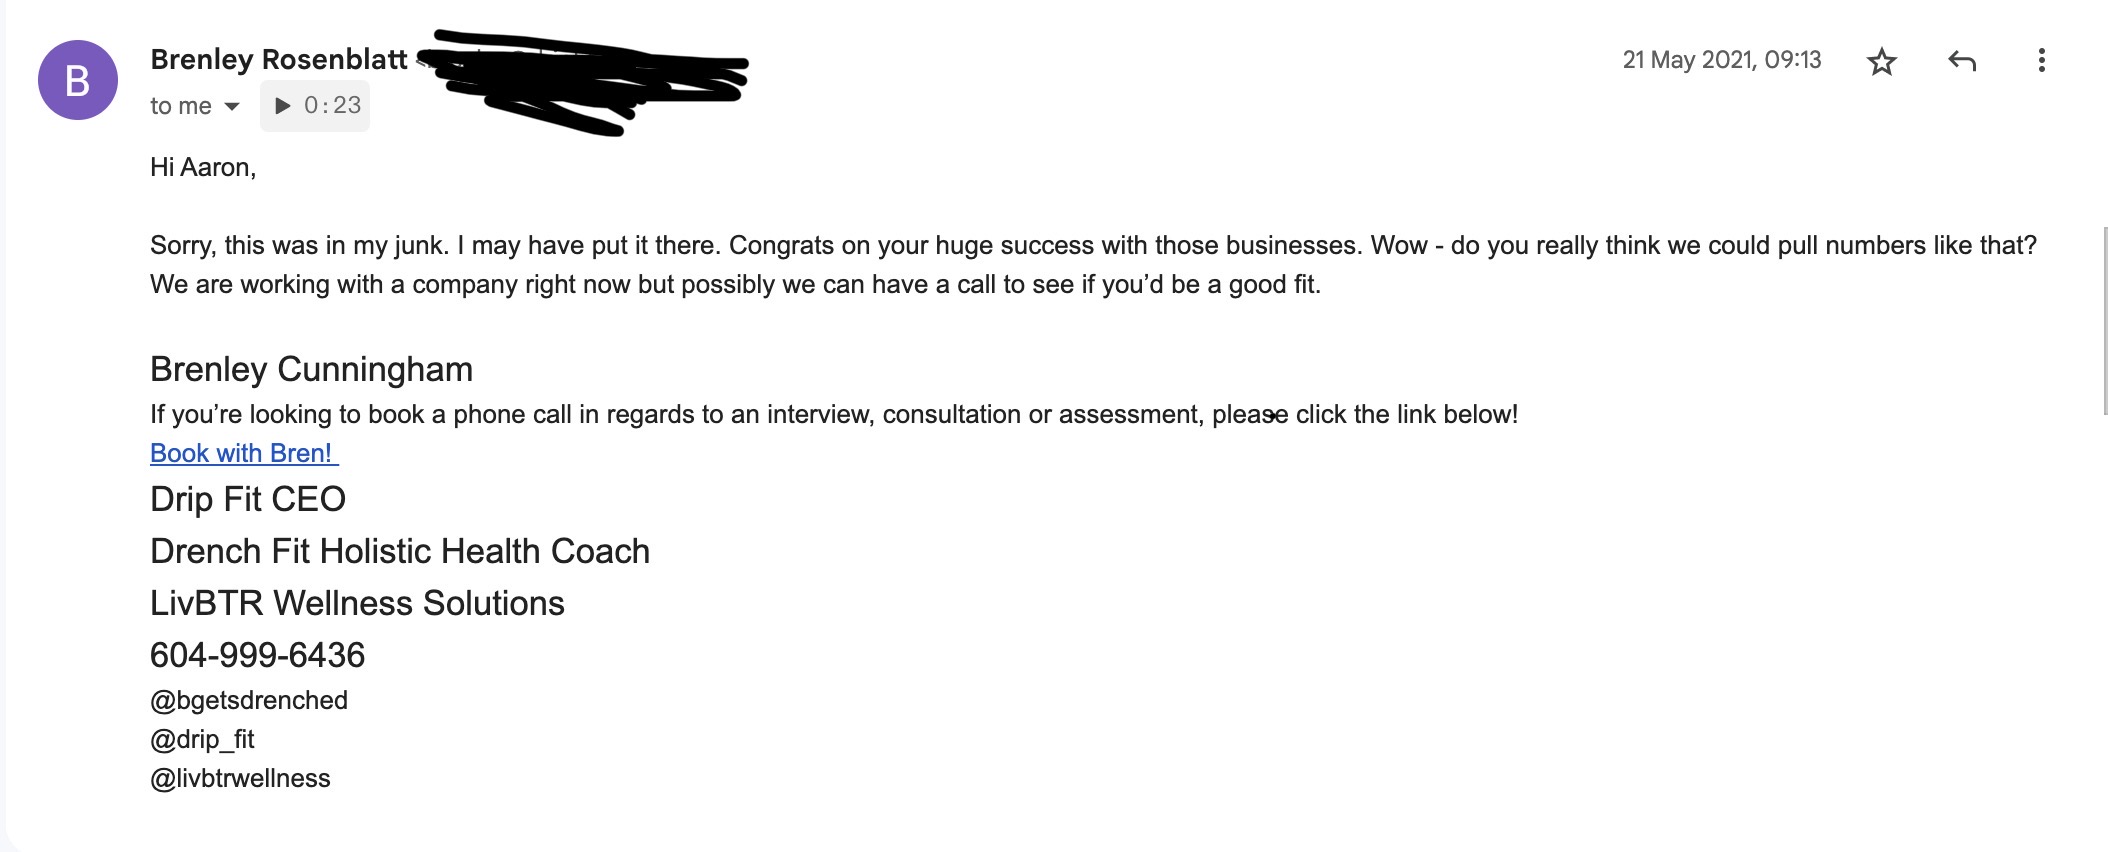 B
Brenley Rosenblatt
21 May 2021, 09:13
to me
0:23
Hi Aaron,
Sorry, this was in my junk. I may have put it there. Congrats on your huge success with those businesses. Wow - do you really think we could pull numbers like that?
We are working with a company right now but possibly we can have a call to see if you’d be a good fit.
Brenley Cunningham
If you’re looking to book a phone call in regards to an interview, consultation or assessment, please click the link below!
Book with Bren!
Drip Fit CEO
Drench Fit Holistic Health Coach
LivBTR Wellness Solutions
604-999-6436
@bgetsdrenched
@drip_fit
@livbtrwellness